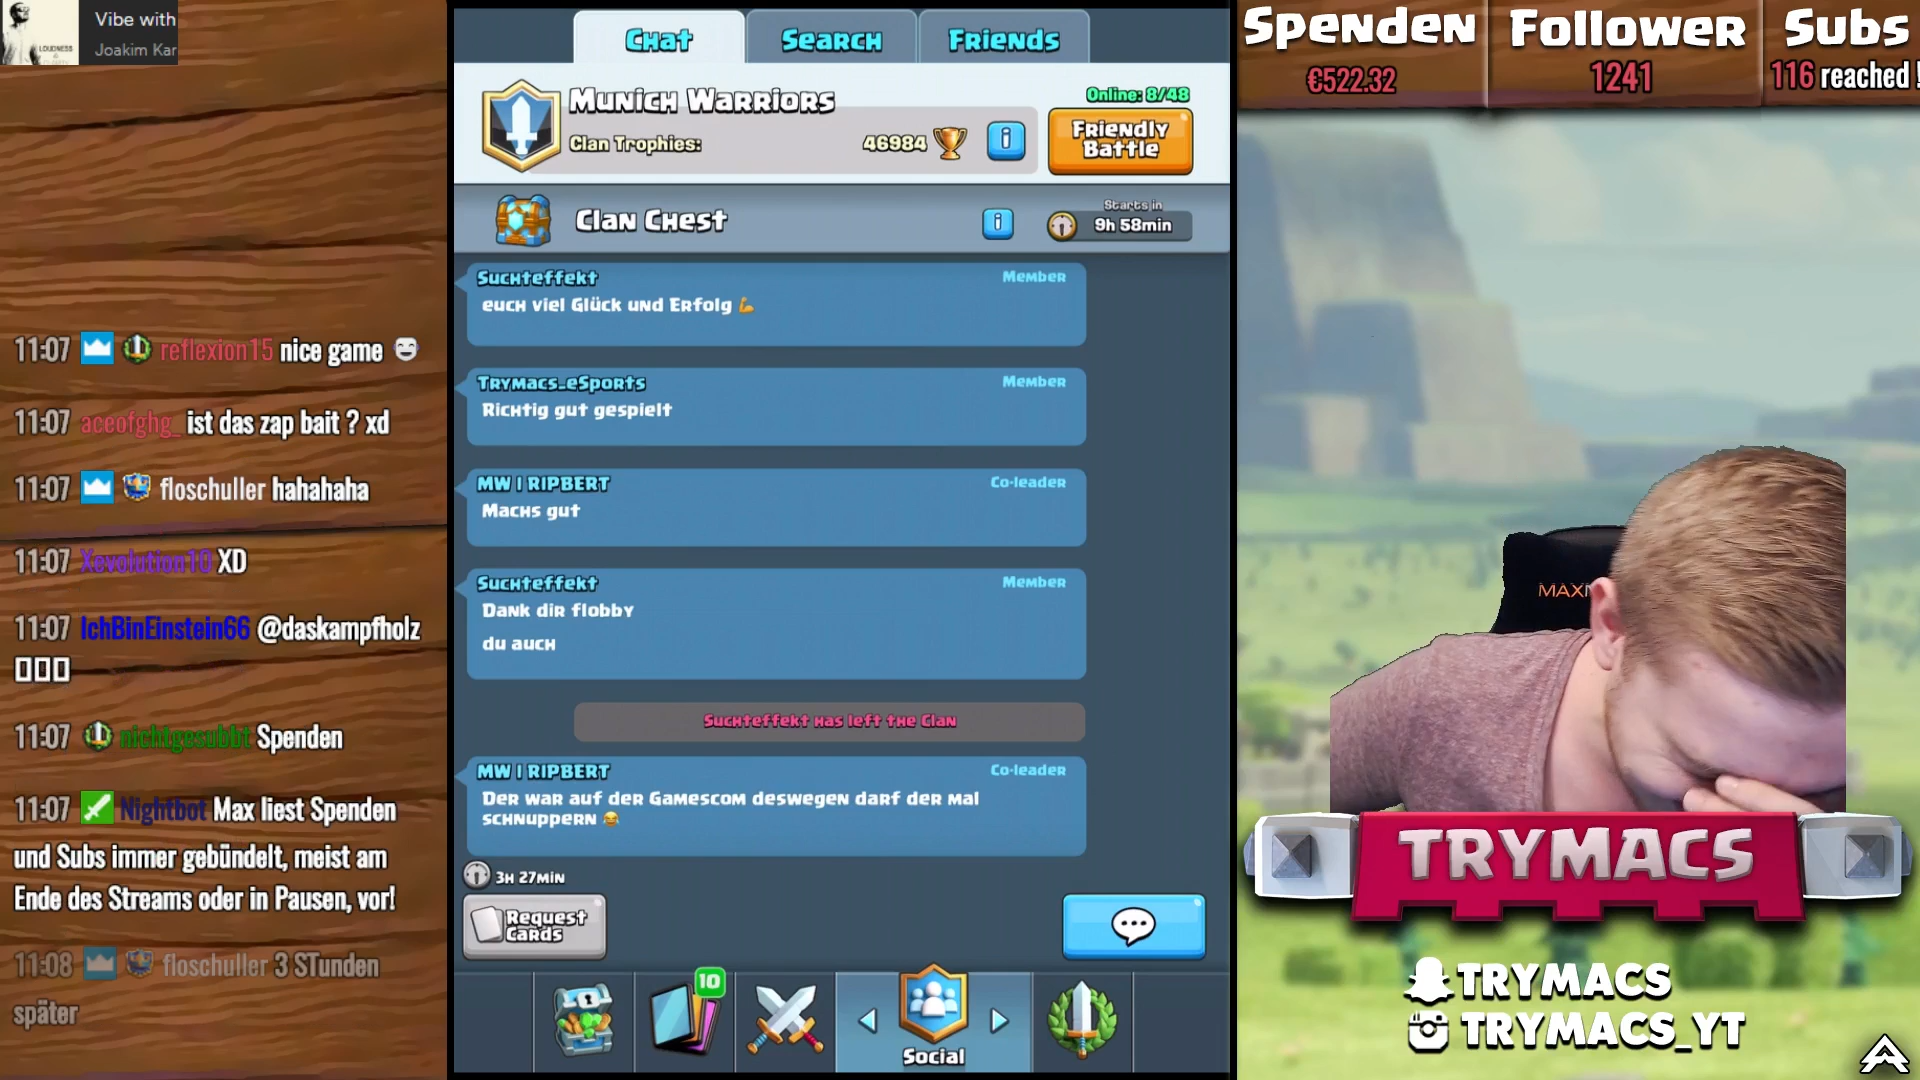 Vibe with
Joakim Kar
LOUDNESS
11:07 reflexion15 nice game
11:07 aceofghg_ ist das zap bait ? xd
11:07 floschuller hahahaha
11:07 Xevolution10 XD
11:07 IchBinEinstein66 @daskampfholz
11:07 nichtgesubbt Spenden
11:07 Nightbot Max liest Spenden
und Subs immer gebündelt, meist am
Ende des Streams oder in Pausen, vor!
11:08 floschuller 3 STunden
später
Chat Search Friends
Munich Warriors
Online: 8/48
Clan Trophies: 46984
Friendly
Battle
Clan Chest
Starts in
9h 58min
Suchteffekt Member
euch viel Glück und Erfolg 💪
Trymacs_eSports Member
Richtig gut gespielt
MW | RIPBERT Co-leader
Machs gut
Suchteffekt Member
Dank dir flobby
du auch
Suchteffekt has left the Clan
MW | RIPBERT Co-leader
Der war auf der Gamescom deswegen darf der mal
schnuppern 😂
3h 27min
Request
Cards
10
Social
Spenden
€522.32
Follower
1241
Subs
116 reached !
MAXN
TRYMACS
TRYMACS
TRYMACS_YT